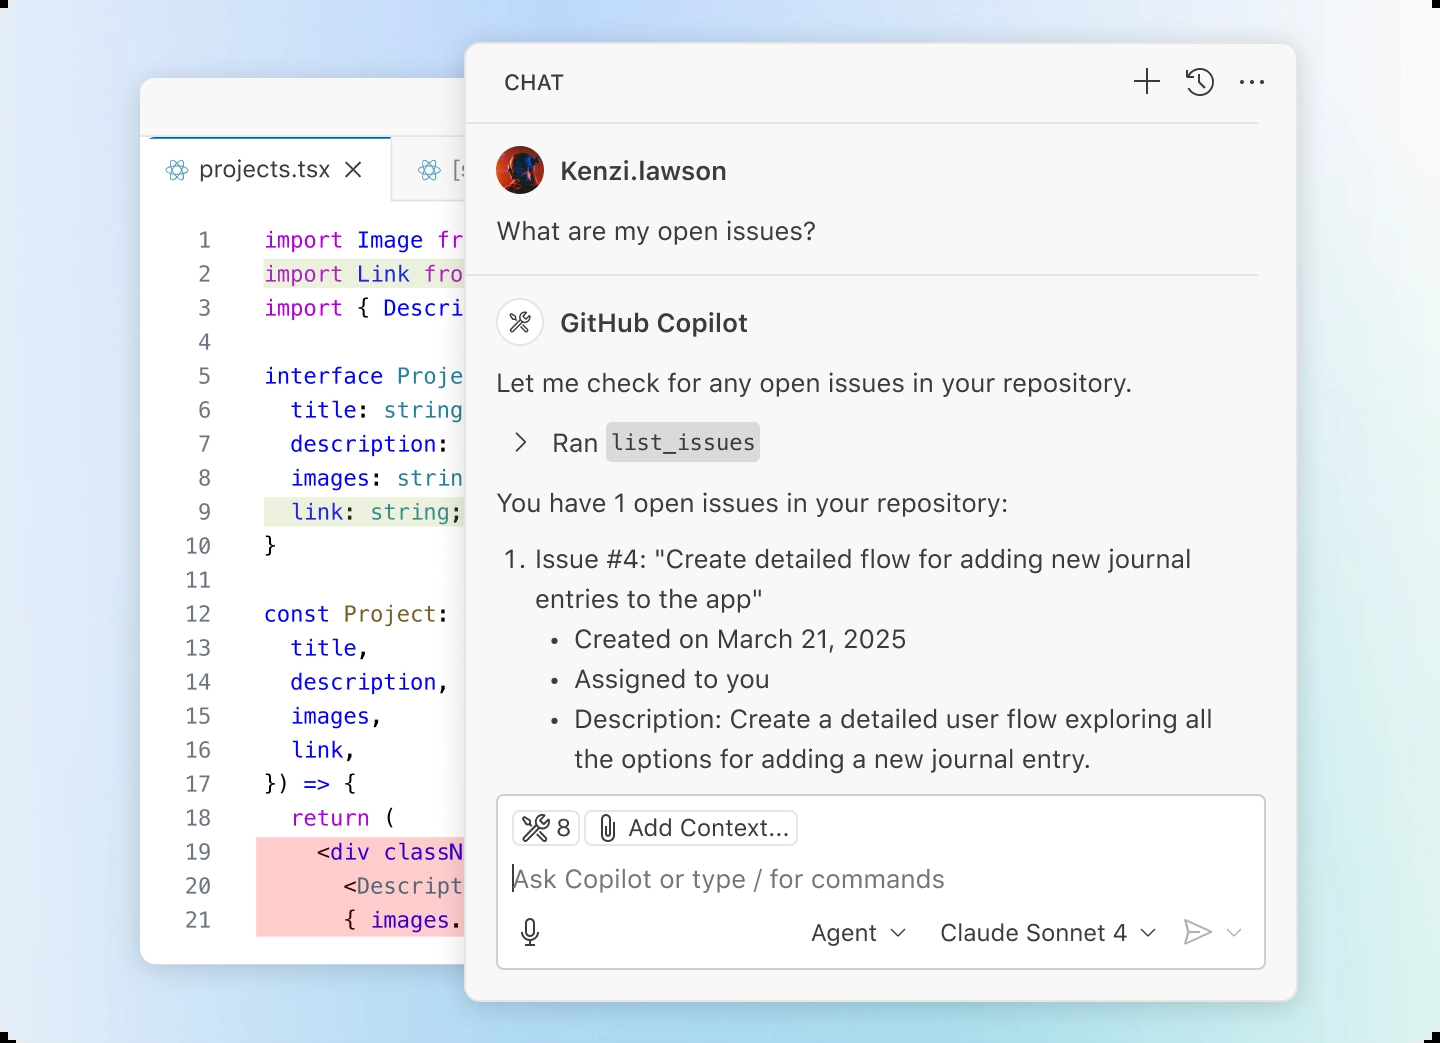 projects.tsx
1 import Image fr
2 import Link fro
3 import { Descri
4
5 interface Proje
6 title: string
7 description:
8 images: strin
9 link: string;
10 }
11
12 const Project:
13 title,
14 description,
15 images,
16 link,
17 }) => {
18 return (
19 <div classN
20 <Descript
21 { images.
CHAT
Kenzi.lawson
What are my open issues?
GitHub Copilot
Let me check for any open issues in your repository.
Ran list_issues
You have 1 open issues in your repository:
1. Issue #4: "Create detailed flow for adding new journal
entries to the app"
• Created on March 21, 2025
• Assigned to you
• Description: Create a detailed user flow exploring all
the options for adding a new journal entry.
8 Add Context...
Ask Copilot or type / for commands
Agent Claude Sonnet 4